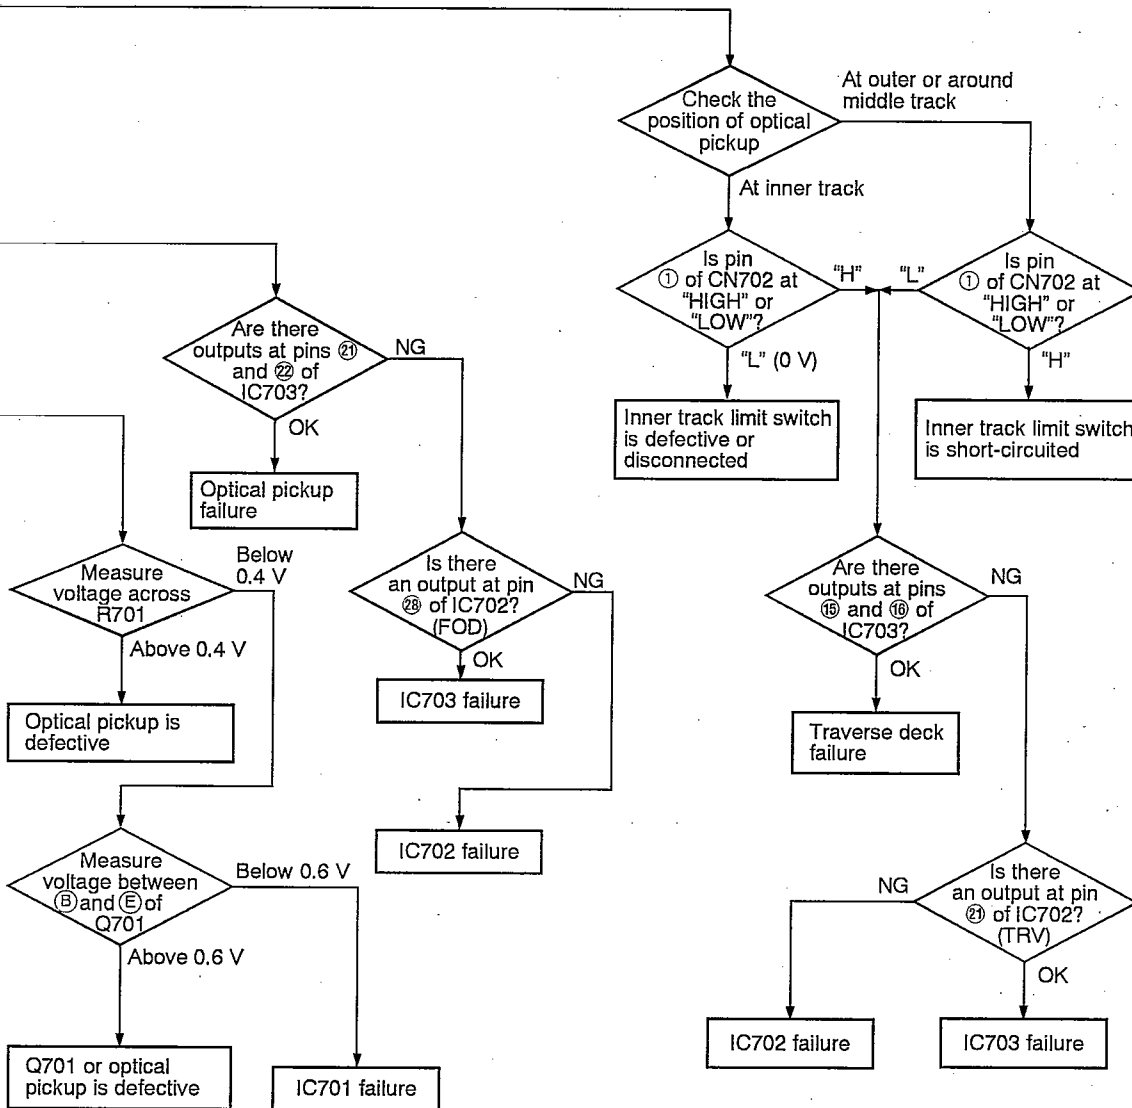 Check the
position of optical
pickup
At outer or around
middle track
At inner track
Is pin
① of CN702 at
"HIGH" or
"LOW"?
"H"
"L"
Is pin
① of CN702 at
"HIGH" or
"LOW"?
"L" (0 V)
"H"
Inner track limit switch
is defective or
disconnected
Inner track limit switch
is short-circuited
Are there
outputs at pins ㉑
and ㉒ of
IC703?
NG
OK
Optical pickup
failure
Is there
an output at pin
㉘ of IC702?
(FOD)
NG
OK
IC703 failure
IC702 failure
Measure
voltage across
R701
Below
0.4 V
Above 0.4 V
Optical pickup is
defective
Measure
voltage between
Ⓑ and Ⓔ of
Q701
Below 0.6 V
Above 0.6 V
Q701 or optical
pickup is defective
IC701 failure
Are there
outputs at pins
⑮ and ⑯ of
IC703?
NG
OK
Traverse deck
failure
Is there
an output at pin
㉑ of IC702?
(TRV)
NG
OK
IC702 failure
IC703 failure